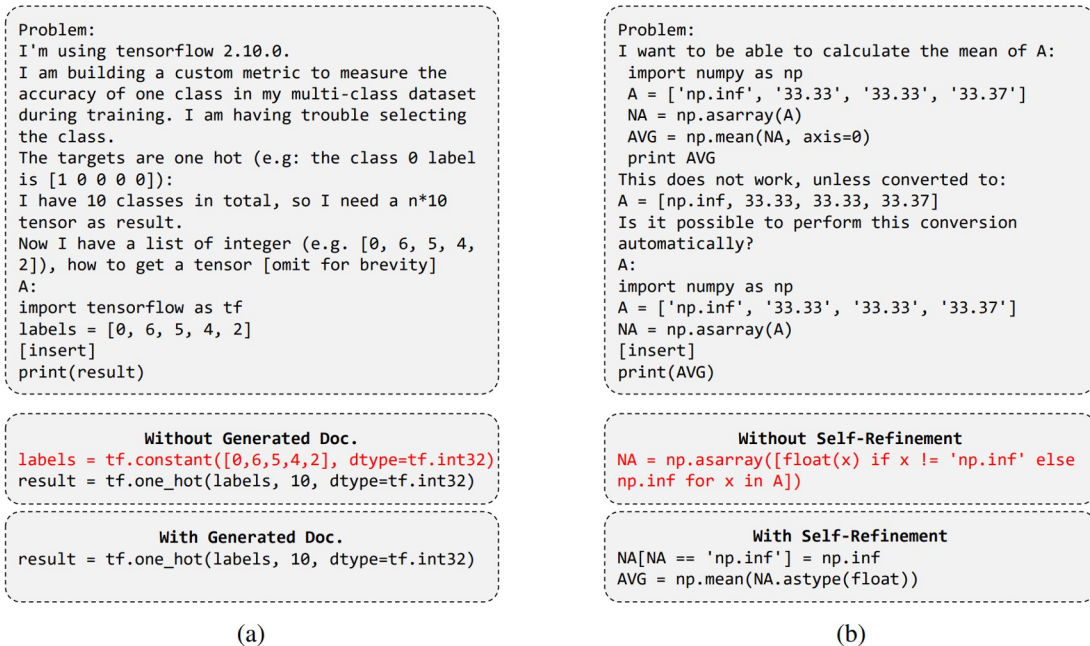 Problem:
I'm using tensorflow 2.10.0.
I am building a custom metric to measure the
accuracy of one class in my multi-class dataset
during training. I am having trouble selecting
the class.
The targets are one hot (e.g: the class 0 label
is [1 0 0 0 0]):
I have 10 classes in total, so I need a n*10
tensor as result.
Now I have a list of integer (e.g. [0, 6, 5, 4,
2]), how to get a tensor [omit for brevity]
A:
import tensorflow as tf
labels = [0, 6, 5, 4, 2]
[insert]
print(result)
Without Generated Doc.
labels = tf.constant([0,6,5,4,2], dtype=tf.int32)
result = tf.one_hot(labels, 10, dtype=tf.int32)
With Generated Doc.
result = tf.one_hot(labels, 10, dtype=tf.int32)
(a)
Problem:
I want to be able to calculate the mean of A:
import numpy as np
A = ['np.inf', '33.33', '33.33', '33.37']
NA = np.asarray(A)
AVG = np.mean(NA, axis=0)
print AVG
This does not work, unless converted to:
A = [np.inf, 33.33, 33.33, 33.37]
Is it possible to perform this conversion
automatically?
A:
import numpy as np
A = ['np.inf', '33.33', '33.33', '33.37']
NA = np.asarray(A)
[insert]
print(AVG)
Without Self-Refinement
NA = np.asarray([float(x) if x != 'np.inf' else
np.inf for x in A])
With Self-Refinement
NA[NA == 'np.inf'] = np.inf
AVG = np.mean(NA.astype(float))
(b)